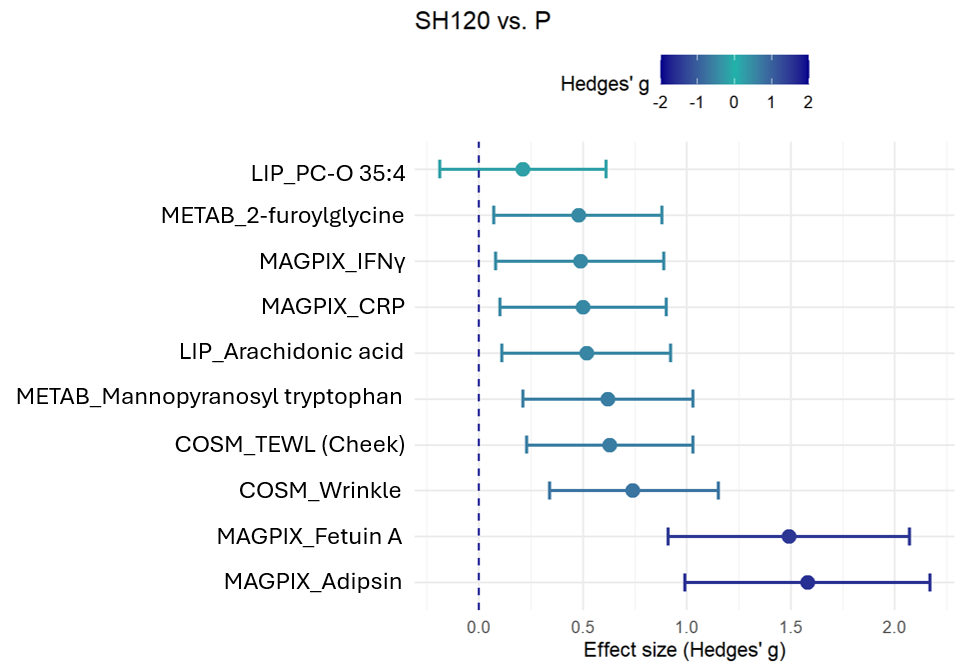 SH120 vs. P
Hedges' g
-2 -1 0 1 2
LIP_PC-O 35:4
METAB_2-furoylglycine
MAGPIX_IFNγ
MAGPIX_CRP
LIP_Arachidonic acid
METAB_Mannopyranosyl tryptophan
COSM_TEWL (Cheek)
COSM_Wrinkle
MAGPIX_Fetuin A
MAGPIX_Adipsin
0.0 0.5 1.0 1.5 2.0
Effect size (Hedges' g)